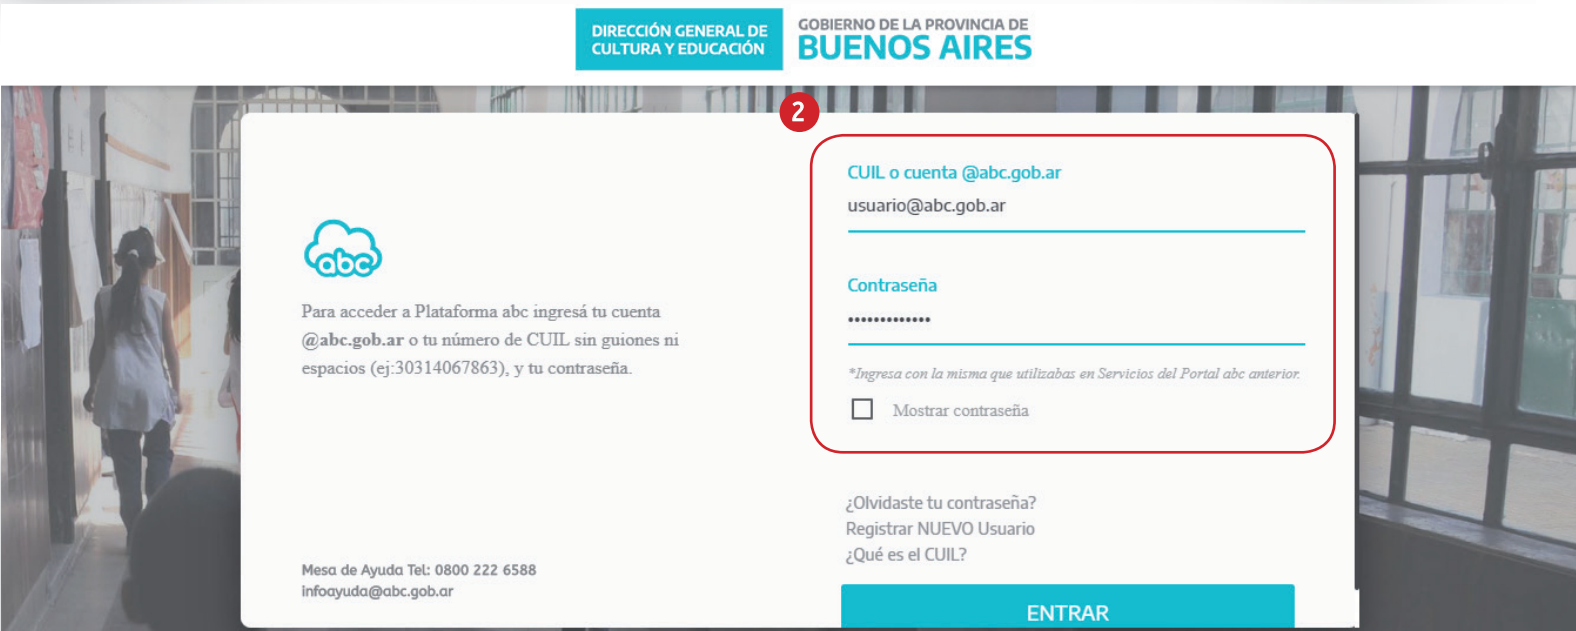 DIRECCIÓN GENERAL DE
CULTURA Y EDUCACIÓN
GOBIERNO DE LA PROVINCIA DE
BUENOS AIRES
2
abc
Para acceder a Plataforma abc ingresá tu cuenta
@abc.gob.ar o tu número de CUIL sin guiones ni
espacios (ej:30314067863), y tu contraseña.
Mesa de Ayuda Tel: 0800 222 6588
infoayuda@abc.gob.ar
CUIL o cuenta @abc.gob.ar
usuario@abc.gob.ar
Contraseña
•••••••••••••
*Ingresa con la misma que utilizabas en Servicios del Portal abc anterior.
Mostrar contraseña
¿Olvidaste tu contraseña?
Registrar NUEVO Usuario
¿Qué es el CUIL?
ENTRAR